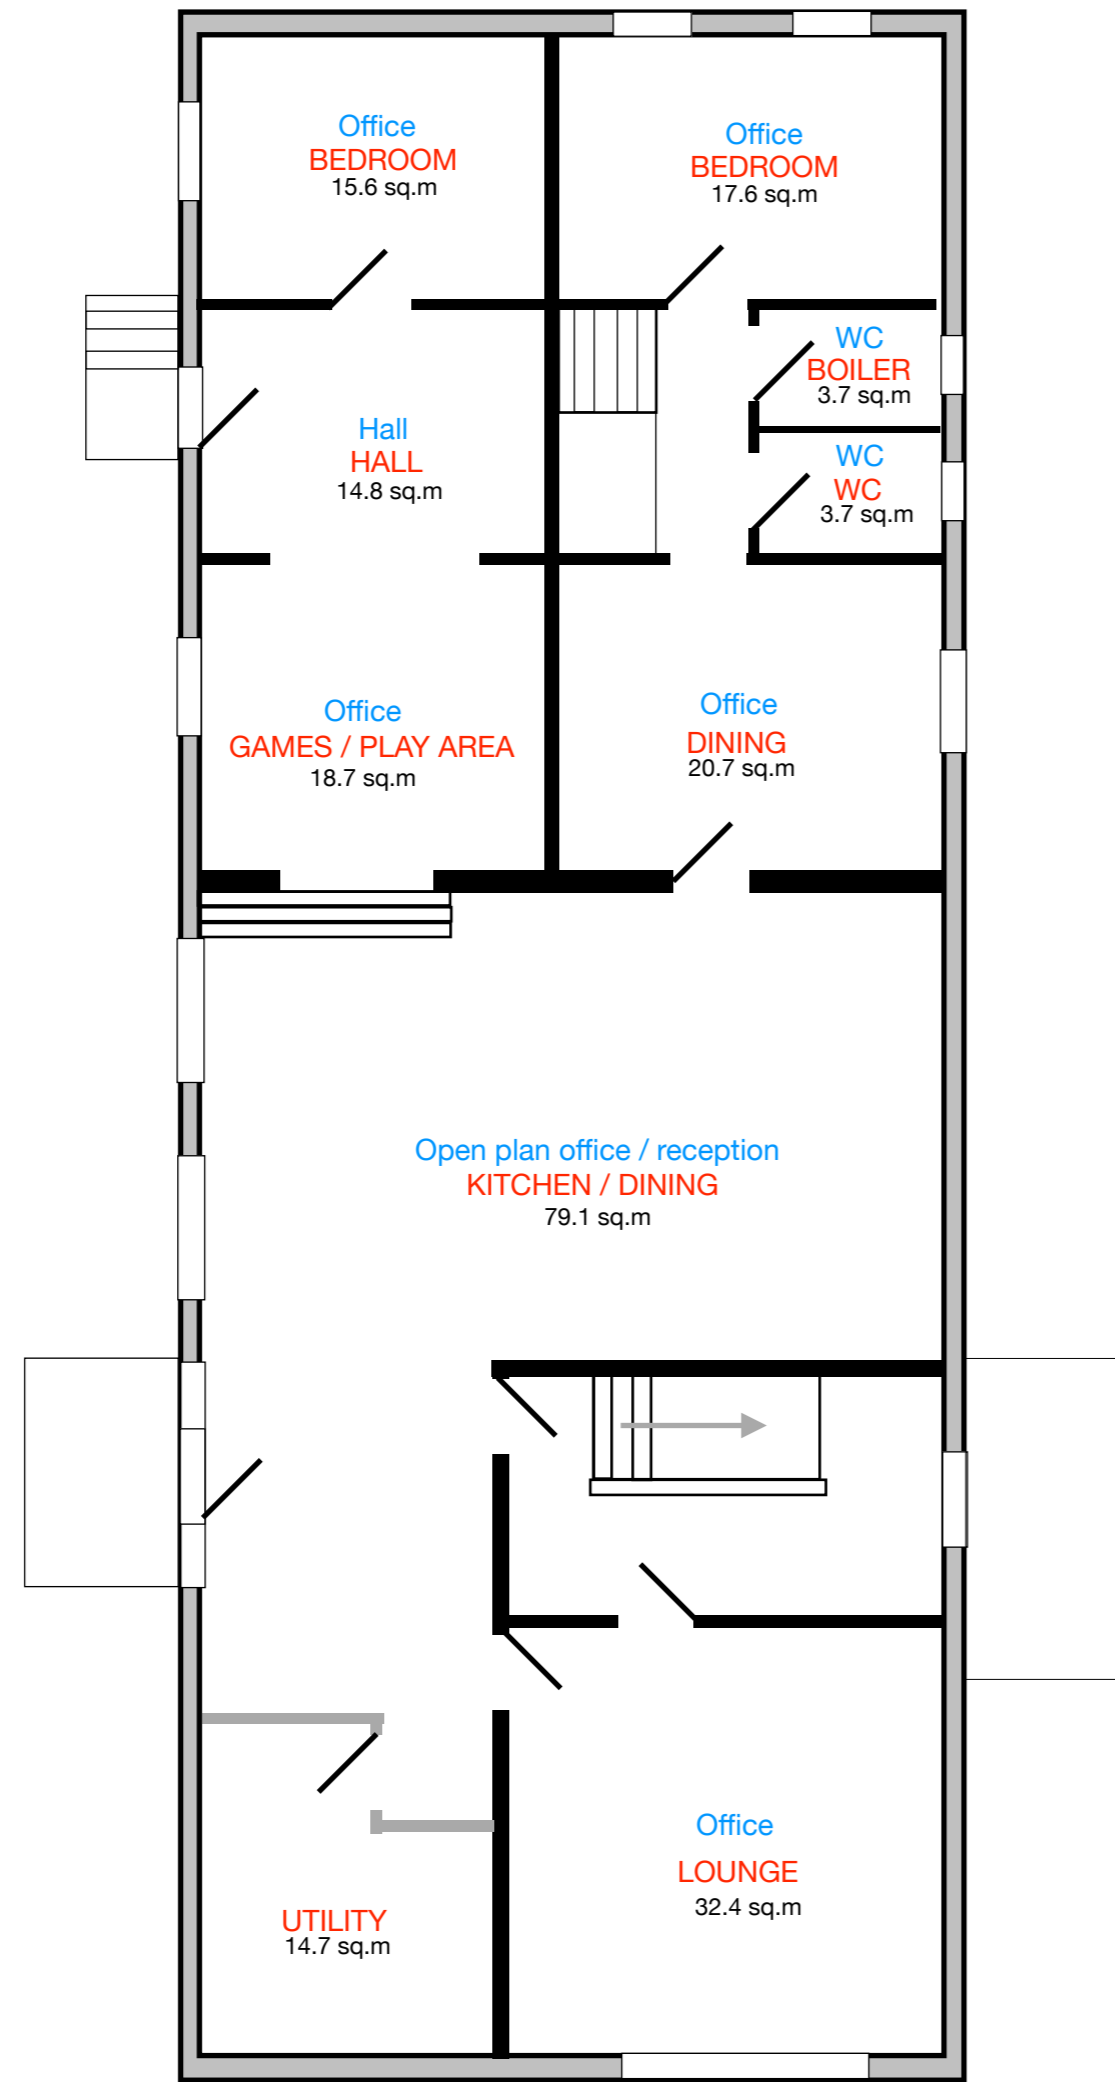 Office
BEDROOM
15.6 sq.m
Office
BEDROOM
17.6 sq.m
WC
BOILER
3.7 sq.m
Hall
HALL
14.8 sq.m
WC
WC
3.7 sq.m
Office
GAMES / PLAY AREA
18.7 sq.m
Office
DINING
20.7 sq.m
Open plan office / reception
KITCHEN / DINING
79.1 sq.m
Office
LOUNGE
32.4 sq.m
UTILITY
14.7 sq.m